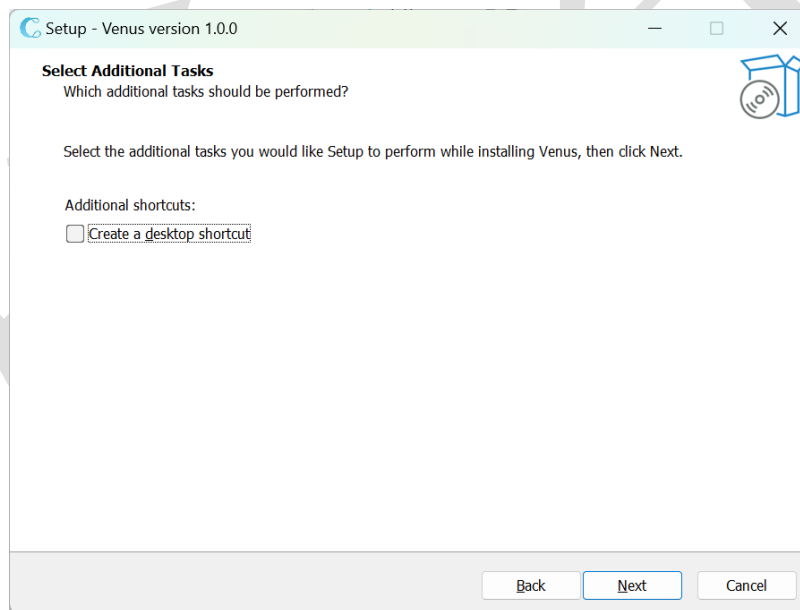 Setup - Venus version 1.0.0
Select Additional Tasks
Which additional tasks should be performed?
Select the additional tasks you would like Setup to perform while installing Venus, then click Next.
Additional shortcuts:
Create a desktop shortcut
Back
Next
Cancel